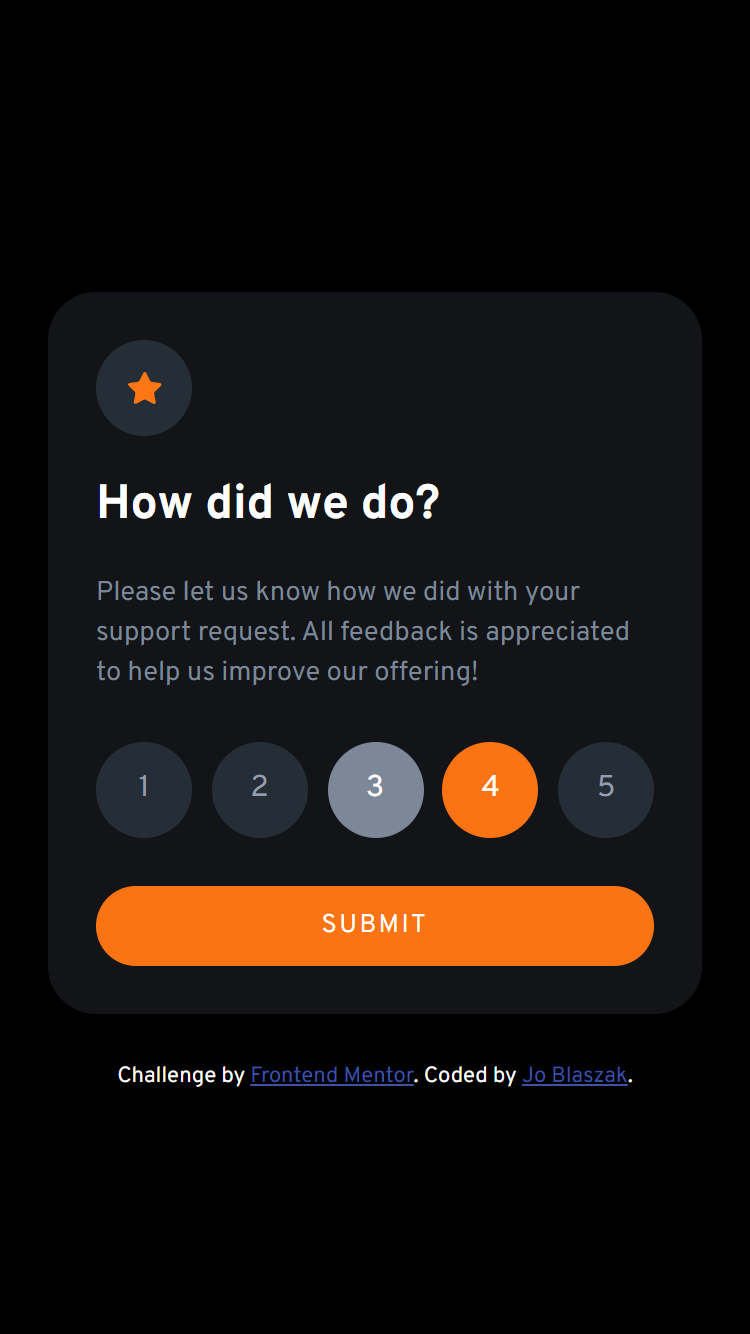 How did we do?
Please let us know how we did with your
support request. All feedback is appreciated
to help us improve our offering!
1 2 3 4 5
SUBMIT
Challenge by Frontend Mentor. Coded by Jo Blaszak.